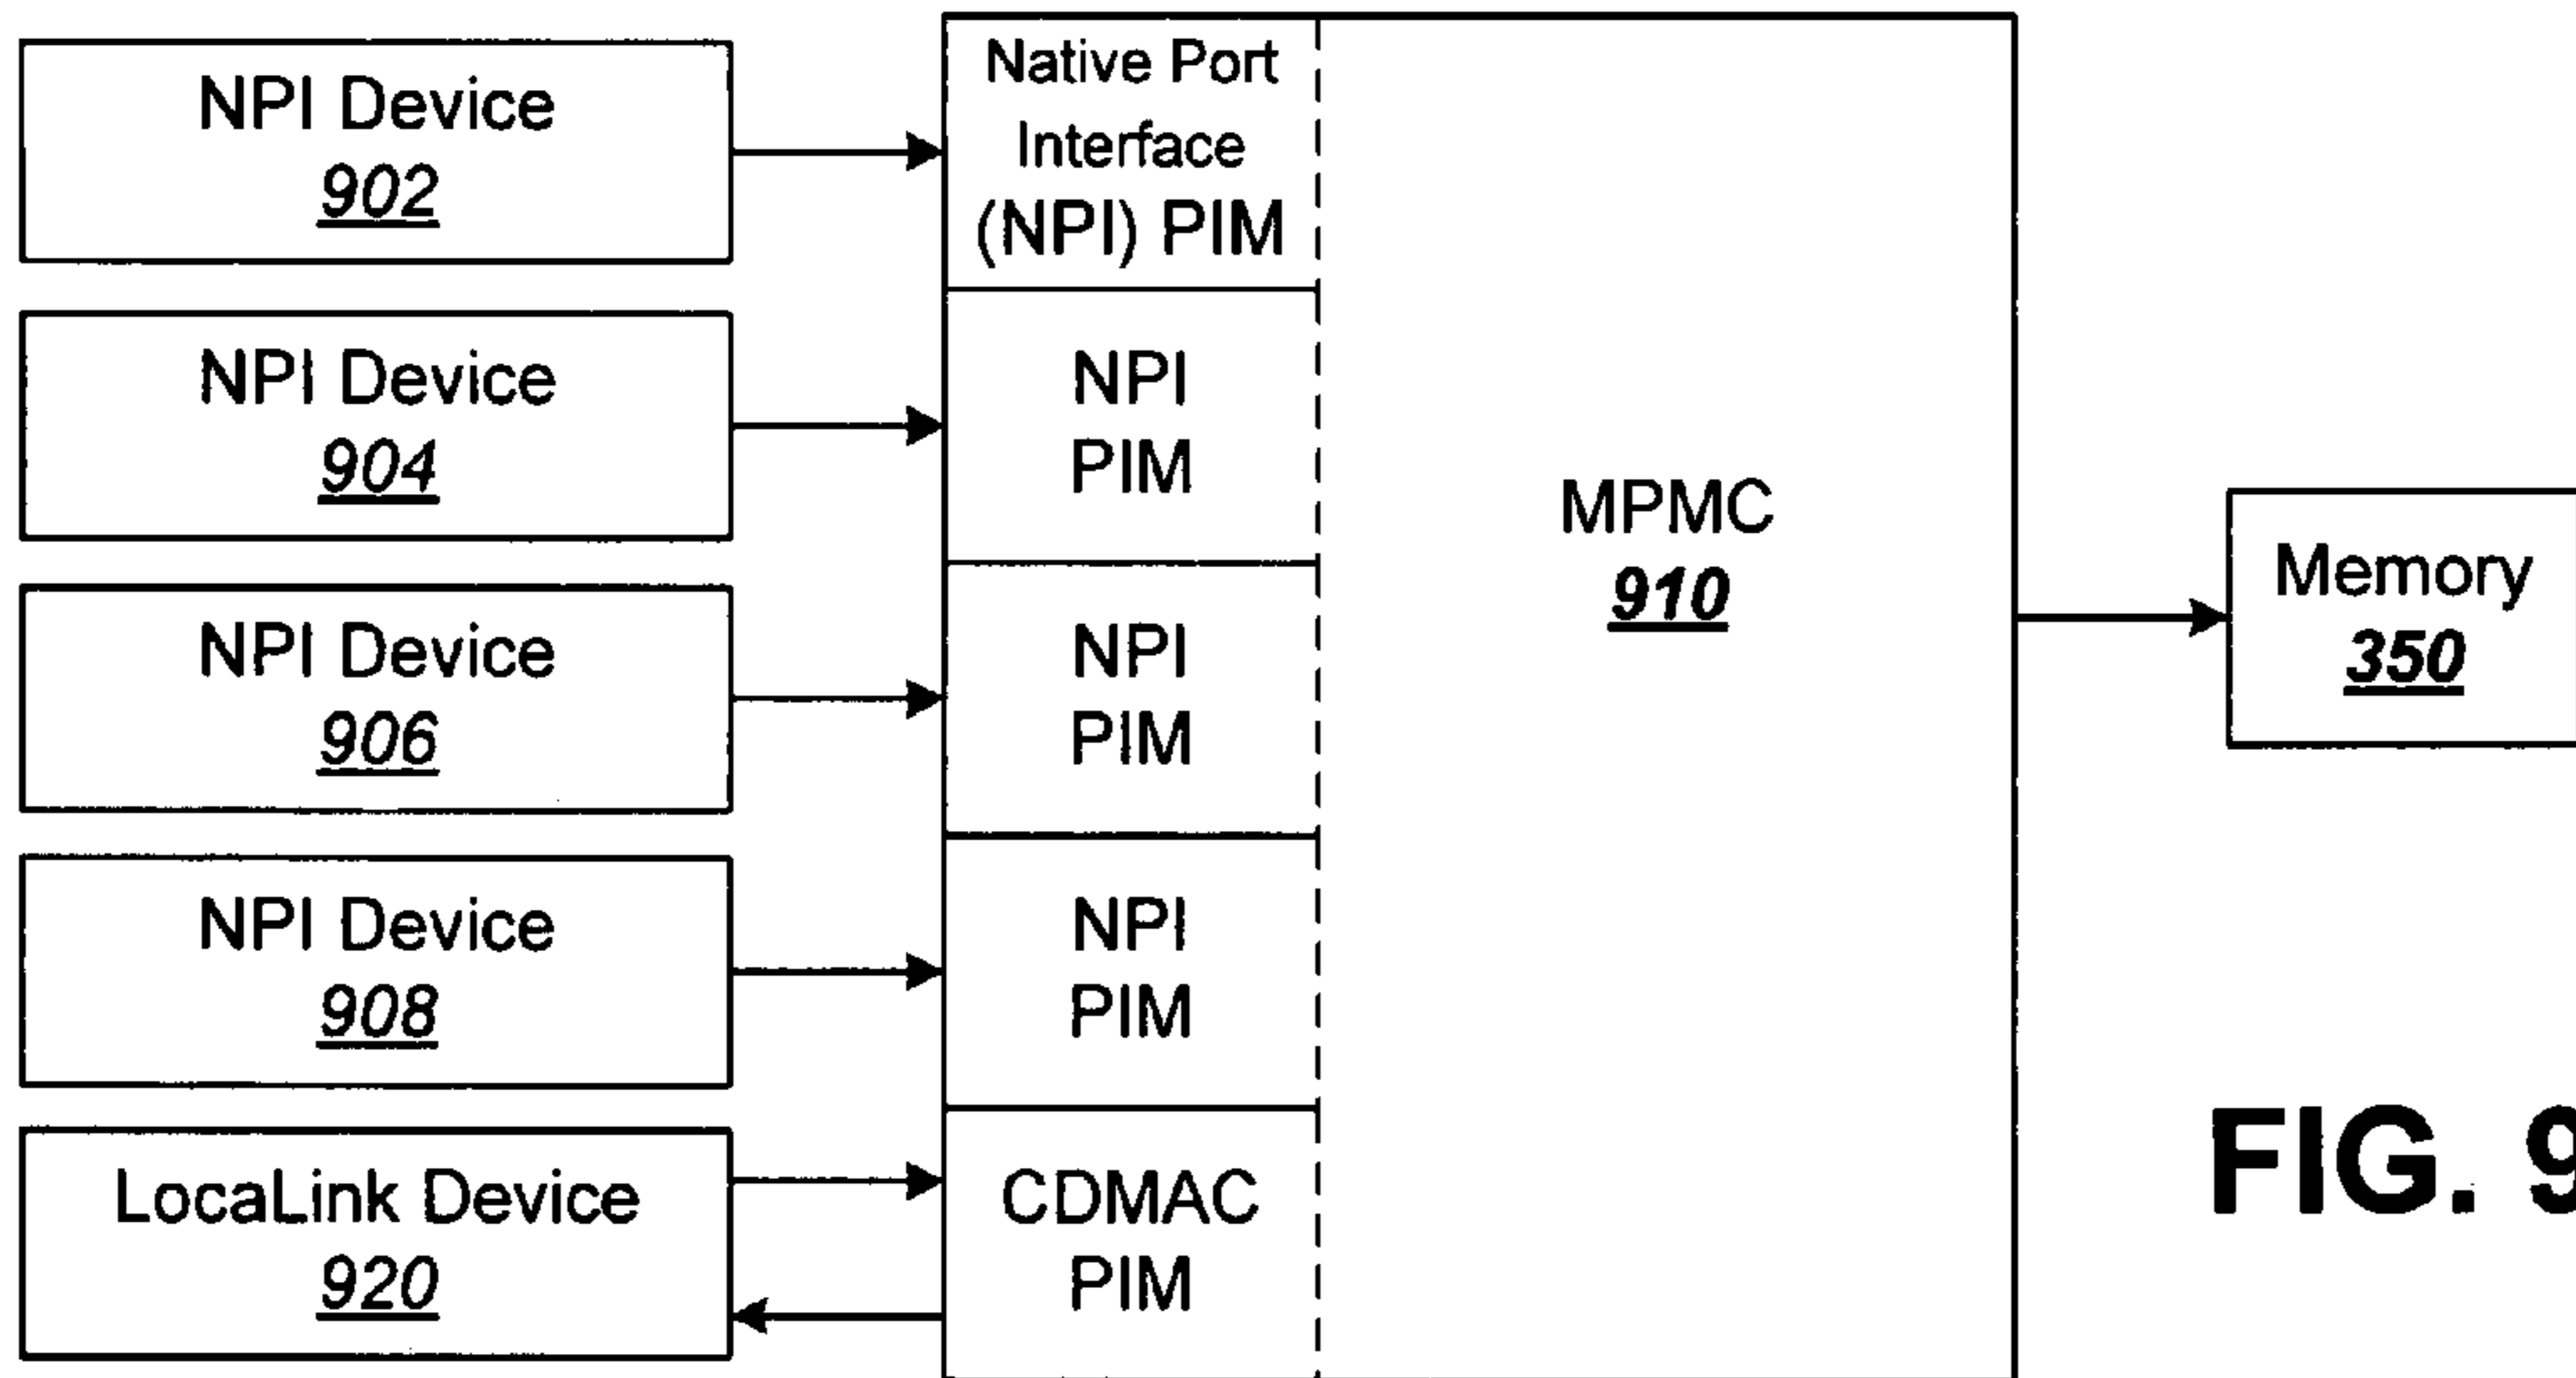 NPI Device
902
Native Port
Interface
(NPI) PIM
NPI Device
904
NPI
PIM
NPI Device
906
NPI
PIM
NPI Device
908
NPI
PIM
LocaLink Device
920
CDMAC
PIM
MPMC
910
Memory
350
FIG. 9